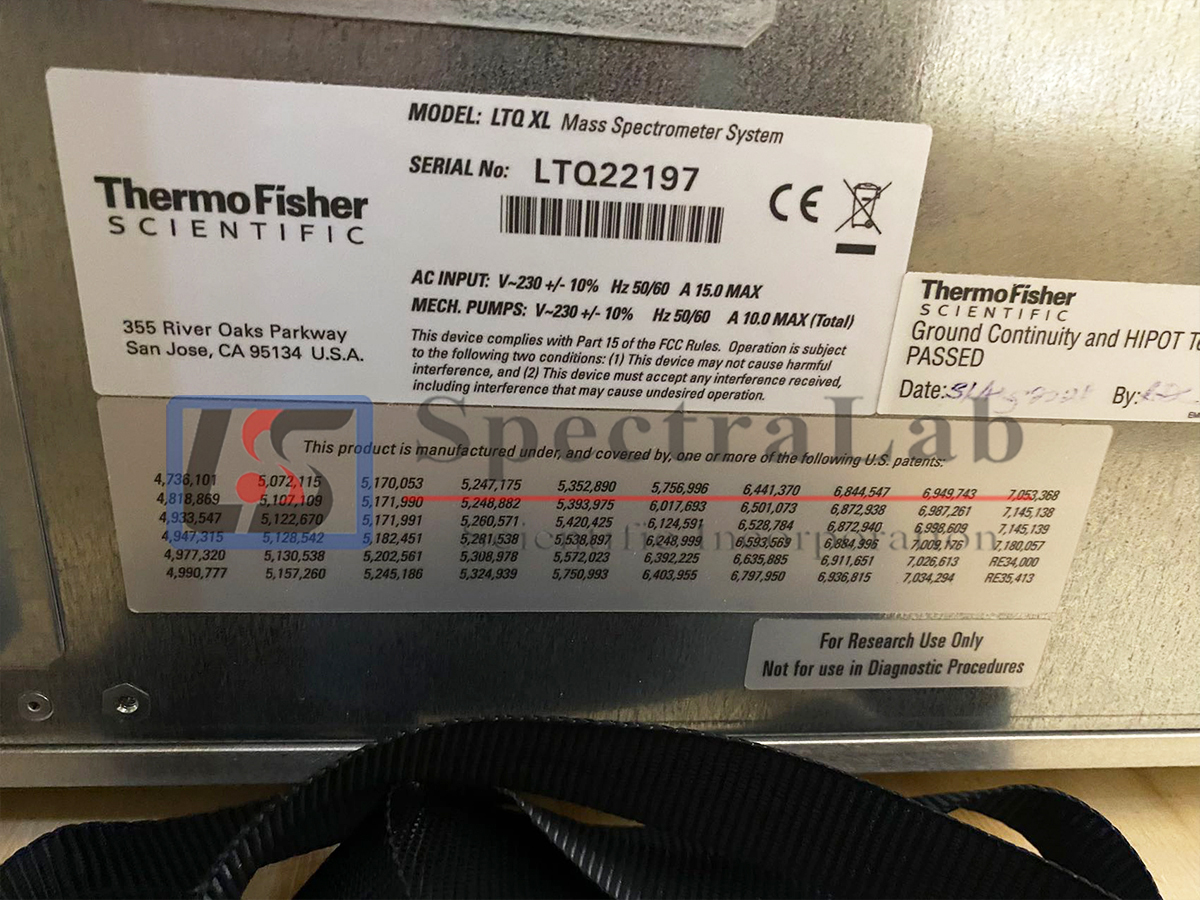 MODEL: LTQ XL Mass Spectrometer System
SERIAL No: LTQ22197
ThermoFisher
SCIENTIFIC
CE
AC INPUT: V~230 +/- 10% Hz 50/60 A 15.0 MAX
MECH. PUMPS: V~230 +/- 10% Hz 50/60 A 10.0 MAX (Total)
355 River Oaks Parkway
San Jose, CA 95134 U.S.A.
This device complies with Part 15 of the FCC Rules. Operation is subject
to the following two conditions: (1) This device may not cause harmful
interference, and (2) This device must accept any interference received,
including interference that may cause undesired operation.
ThermoFisher
SCIENTIFIC
Ground Continuity and HIPOT
PASSED
Date: By:
SpectraLab
Scientific Incorporation
This product is manufactured under, and covered by, one or more of the following U.S. patents:
4,736,101 5,072,115 5,170,053 5,247,175 5,352,890 5,756,996 6,441,370 6,844,547 6,949,743 7,053,368
4,818,869 5,107,109 5,171,990 5,248,882 5,393,975 6,017,693 6,501,073 6,872,938 6,987,261 7,145,138
4,933,547 5,122,670 5,171,991 5,260,571 5,420,425 6,124,591 6,528,784 6,872,940 6,998,609 7,145,139
4,947,315 5,128,542 5,182,451 5,281,538 5,538,897 6,248,999 6,593,569 6,884,996 7,009,176 7,180,057
4,977,320 5,130,538 5,202,561 5,308,978 5,572,023 6,392,225 6,635,885 6,911,651 7,026,613 RE34,000
4,990,777 5,157,260 5,245,186 5,324,939 5,750,993 6,403,955 6,797,950 6,936,815 7,034,294 RE35,413
For Research Use Only
Not for use in Diagnostic Procedures